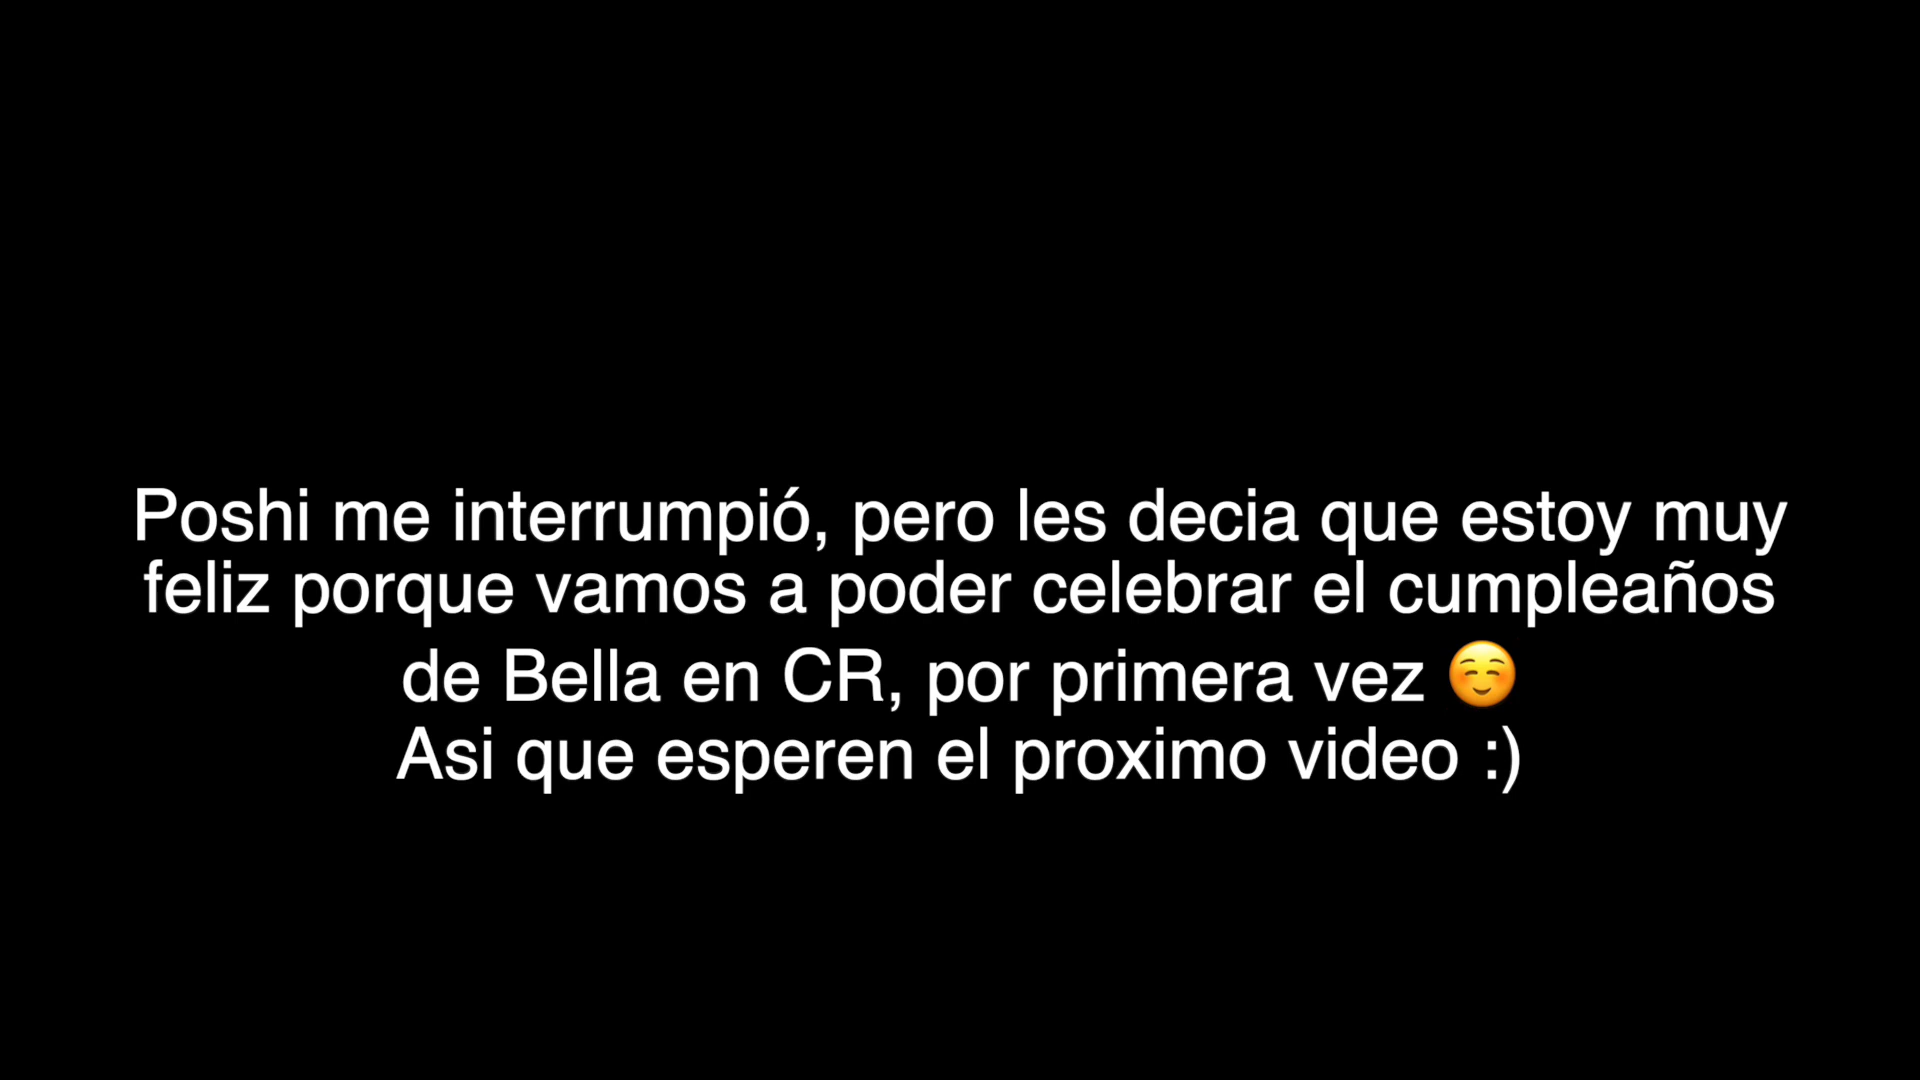 Poshi me interrumpió, pero les decia que estoy muy
feliz porque vamos a poder celebrar el cumpleaños
de Bella en CR, por primera vez ☺️
Asi que esperen el proximo video :)